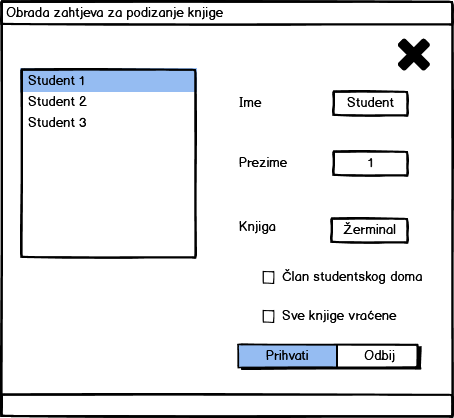 Obrada zahtjeva za podizanje knjige
Student 1
Student 2
Student 3
Ime
Student
Prezime
1
Knjiga
Žerminal
Član studentskog doma
Sve knjige vraćene
Prihvati
Odbij